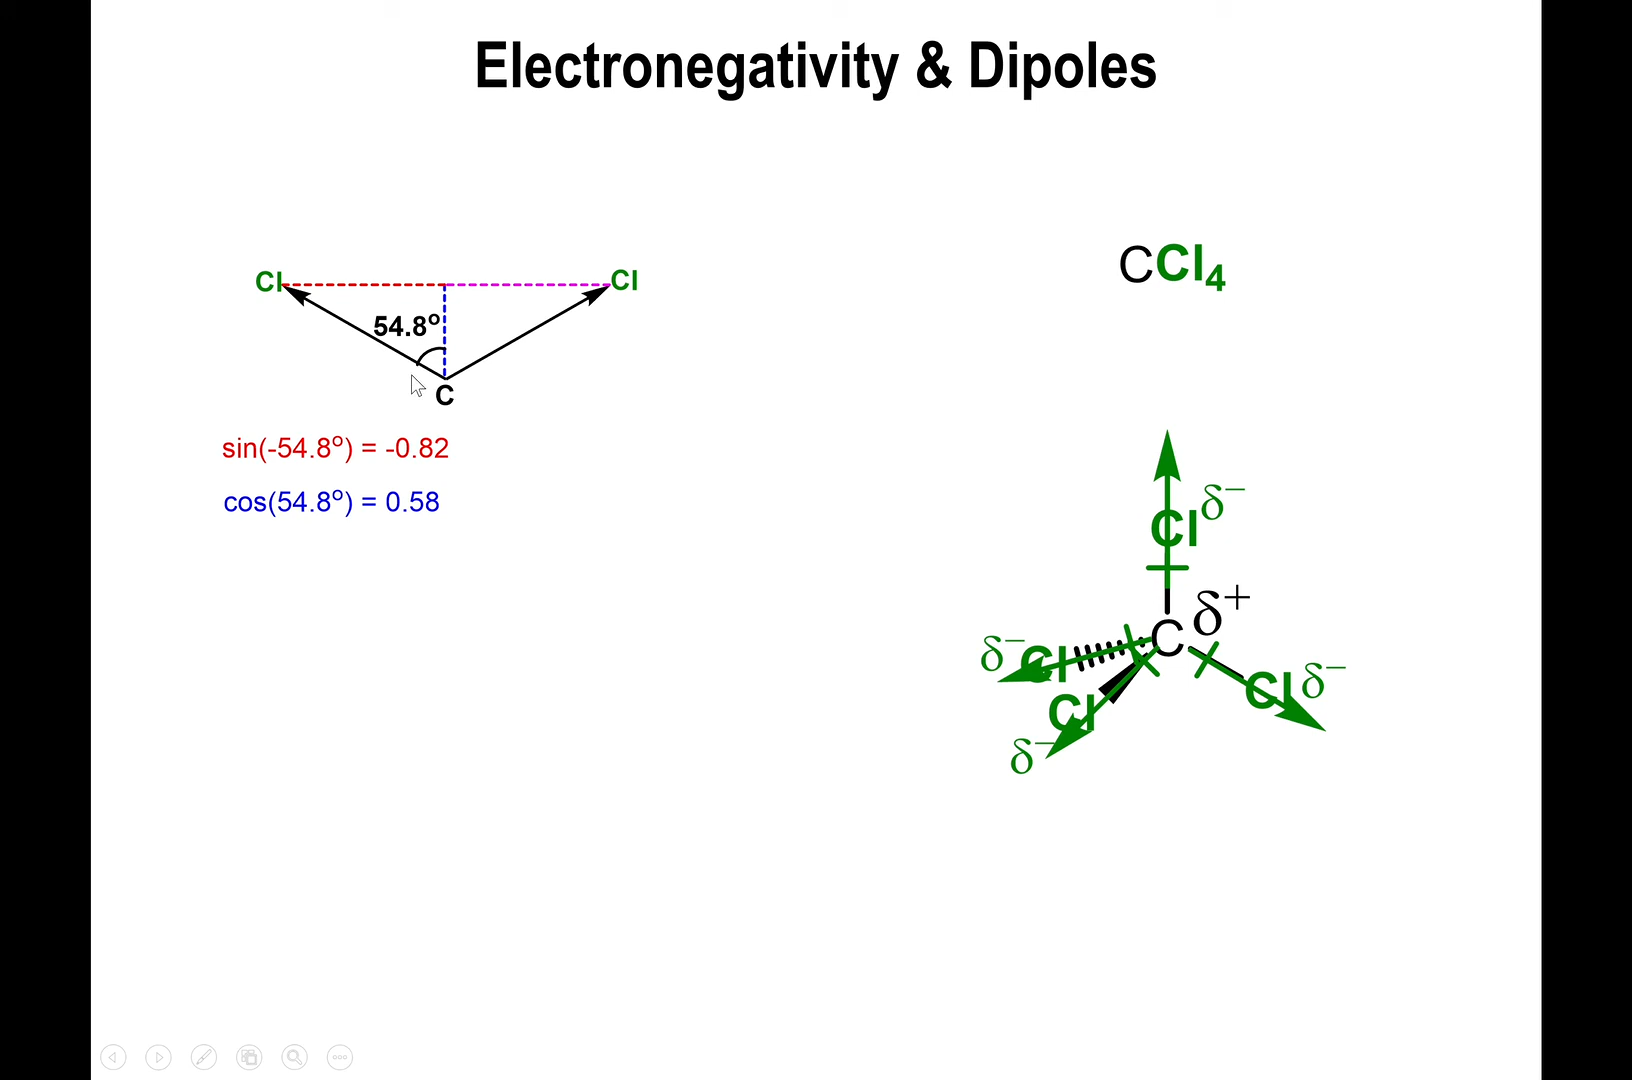 Electronegativity & Dipoles
Cl
Cl
54.8°
C
sin(-54.8°) = -0.82
cos(54.8°) = 0.58
CCl₄
Cl δ⁻
C δ⁺
δ⁻ Cl
Cl δ⁻
Cl
δ⁻